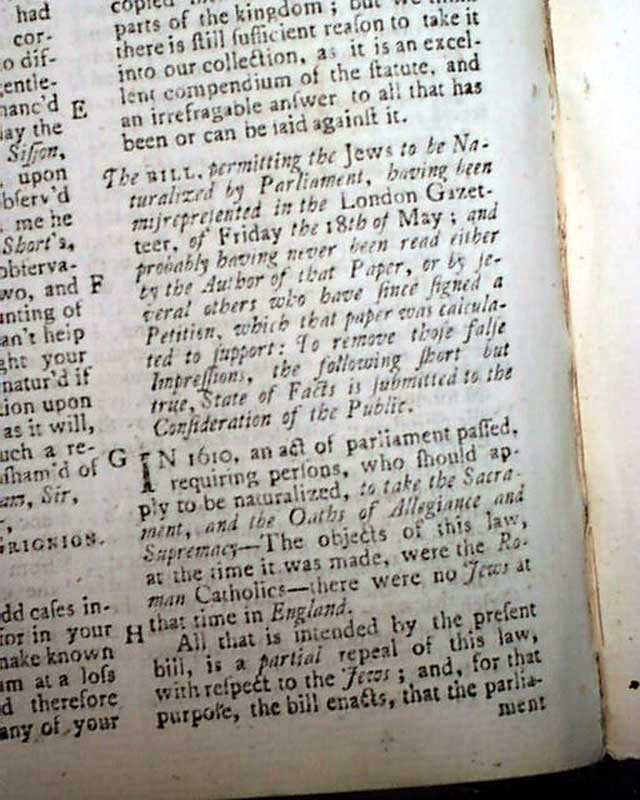 had
cor-
o dif-
entle-
nanc'd
lay the
Siſſon,
upon
obſerv'd
me he
Short's,
obſerva-
wo, and
unting of
an't help
ght your
natur'd if
tion upon
as it will,
uch a re-
ſham'd of
am, Sir,
GRIGNION.
dd caſes in-
ior in your
make known
am at a loſs
d therefore
any of your
E
F
G
H
parts of the kingdom; but we think
there is ſtill ſufficient reaſon to take it
into our collection, as it is an excel-
lent compendium of the ſtatute, and
an irrefragable anſwer to all that has
been or can be ſaid againſt it.
The BILL, permitting the Jews to be Na-
turalized by Parliament, having been
miſrepreſented in the London Gazet-
teer, of Friday the 18th of May; and
probably having never been read either
by the Author of that Paper, or by ſe-
veral others who have ſince ſigned a
Petition, which that paper was calcula-
ted to ſupport: To remove thoſe falſe
Impreſſions, the following ſhort but
true, State of Facts is ſubmitted to the
Conſideration of the Public.
IN 1610, an act of parliament paſſed,
requiring perſons, who ſhould ap-
ply to be naturalized, to take the Sacra-
ment, and the Oaths of Allegiance and
Supremacy—The objects of this law,
at the time it was made, were the Ro-
man Catholics—there were no Jews at
that time in England.
All that is intended by the preſent
bill, is a partial repeal of this law,
with reſpect to the Jews; and, for that
purpoſe, the bill enacts, that the parlia-
ment